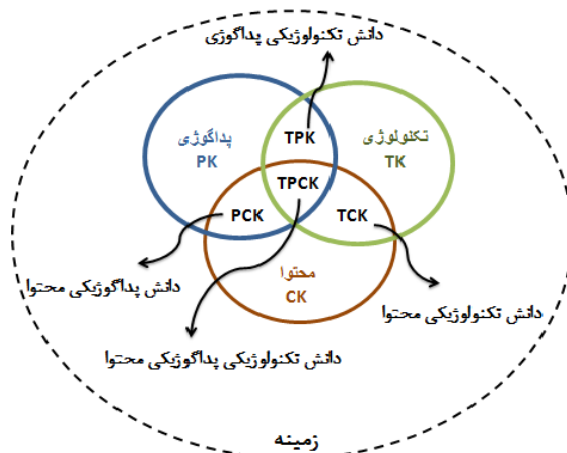 دانش تکنولوژیکی پداگوژی
پداگوژی
PK
TPK
تکنولوژی
TK
TPCK
PCK
TCK
محتوا
CK
دانش پداگوژیکی محتوا
دانش تکنولوژیکی محتوا
دانش تکنولوژیکی پداگوژیکی محتوا
زمینه